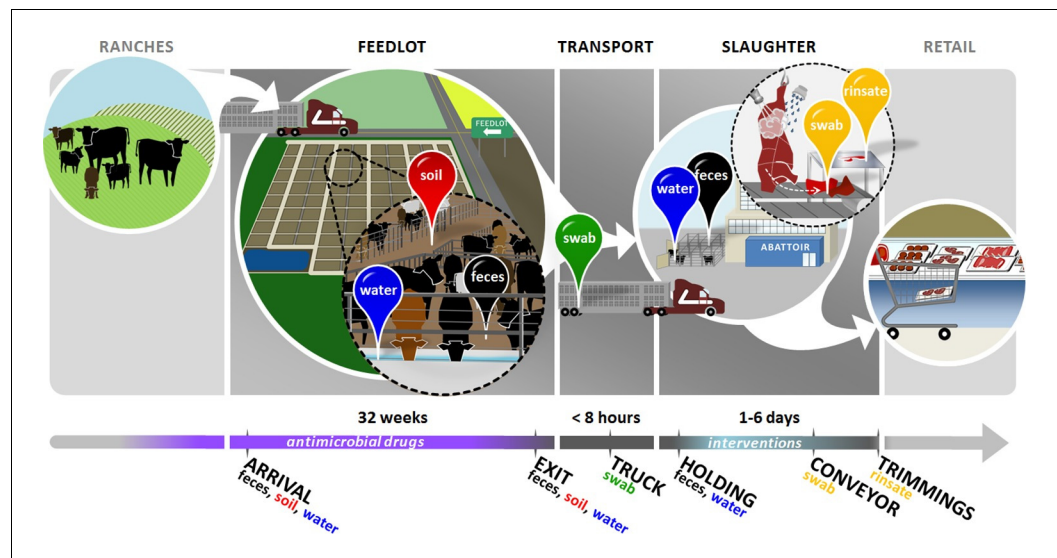 RANCHES
FEEDLOT
TRANSPORT
SLAUGHTER
RETAIL
FEEDLOT
soil
water
feces
swab
water
feces
swab
rinsate
ABATTOIR
32 weeks
< 8 hours
1-6 days
antimicrobial drugs
interventions
ARRIVAL
feces, soil, water
EXIT
feces, soil, water
TRUCK
swab
HOLDING
feces, water
CONVEYOR
swab
TRIMMINGS
rinsate